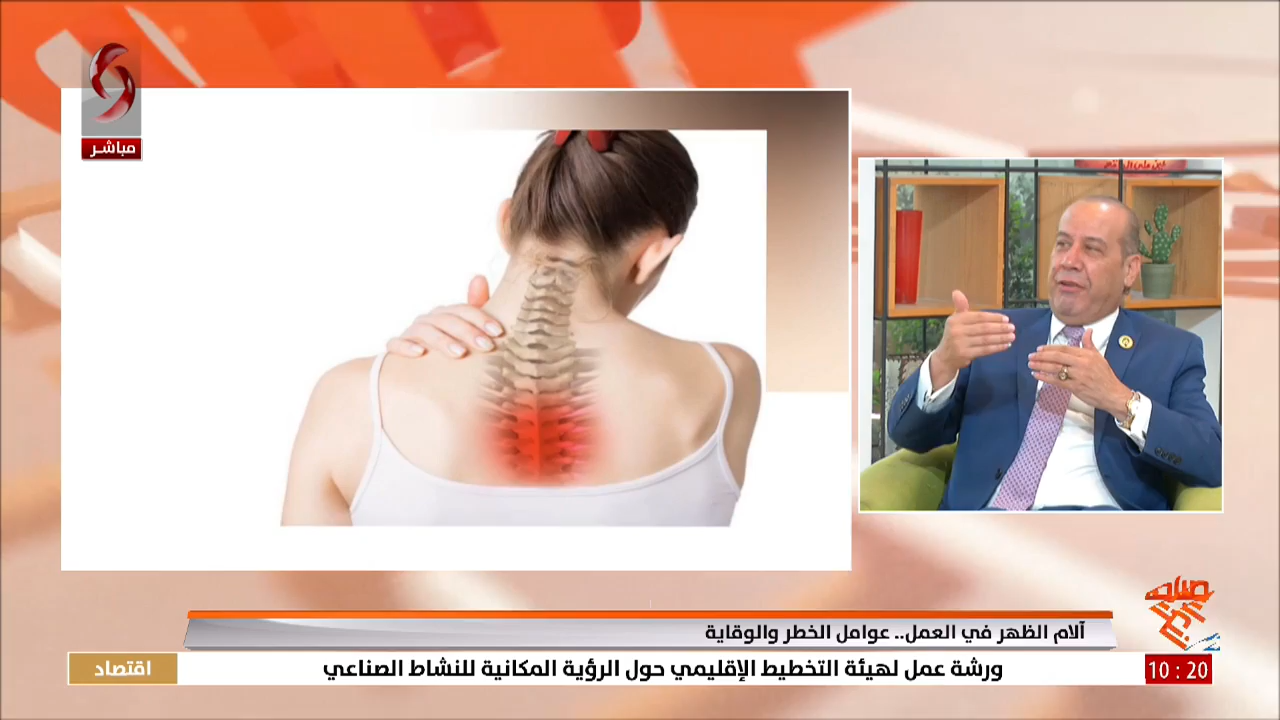 مباشر
آلام الظهر في العمل.. عوامل الخطر والوقاية
ورشة عمل لهيئة التخطيط الإقليمي حول الرؤية المكانية للنشاط الصناعي
اقتصاد
10 : 20